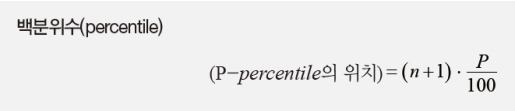 백분위수(percentile)
(P-percentile의 위치) = (n+1) · P/100